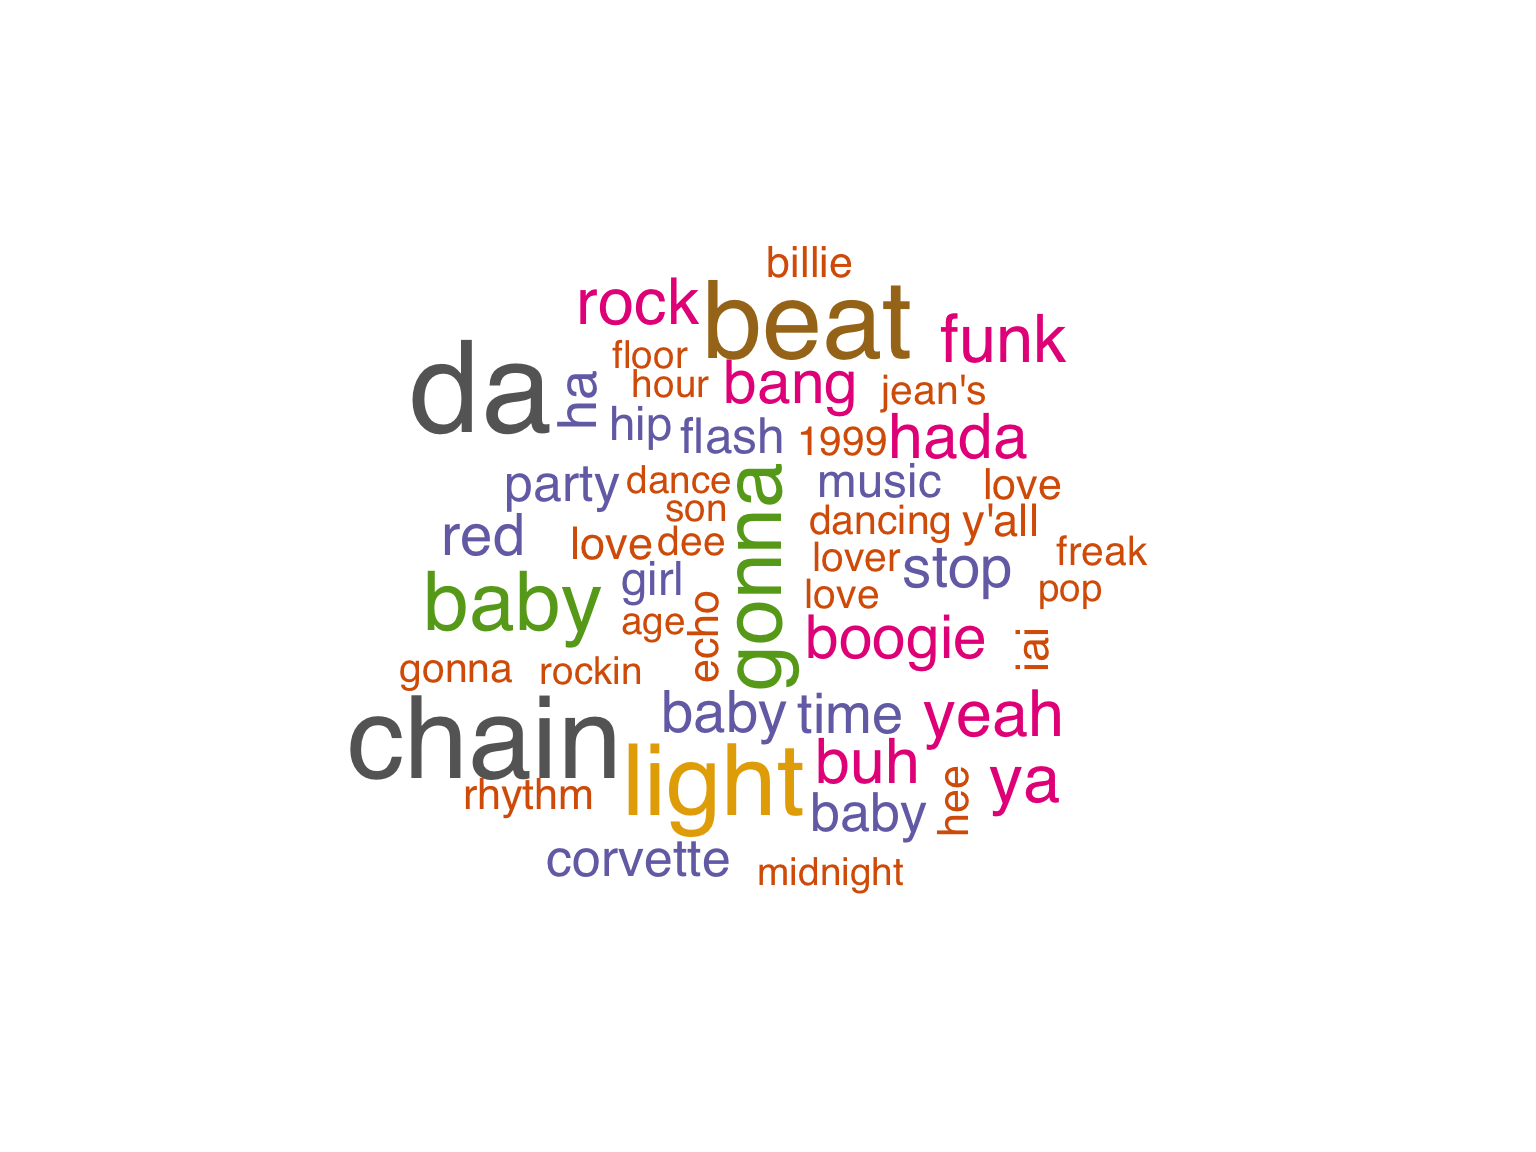 billie
rock
beat
funk
da
floor
ha
hour
bang
jean's
hip
flash
1999
hada
party
dance
gonna
music
love
son
dancing
y'all
red
love
dee
lover
stop
freak
baby
girl
love
pop
age
echo
boogie
iai
gonna
rockin
baby
time
yeah
chain
light
buh
ya
rhythm
baby
hee
corvette
midnight